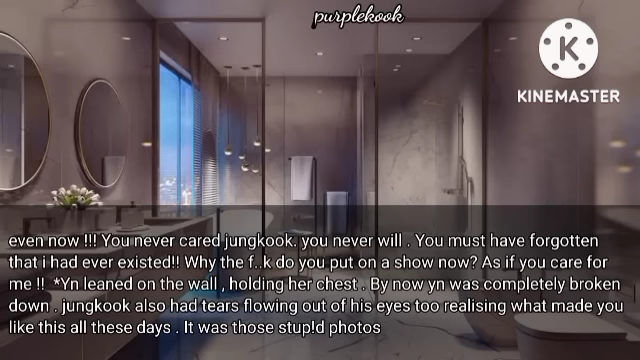 purplekook
K
KINEMASTER
even now !!! You never cared jungkook. you never will . You must have forgotten
that i had ever existed!! Why the f..k do you put on a show now? As if you care for
me !!  *Yn leaned on the wall , holding her chest . By now yn was completely broken
down . jungkook also had tears flowing out of his eyes too realising what made you
like this all these days . It was those stup!d photos